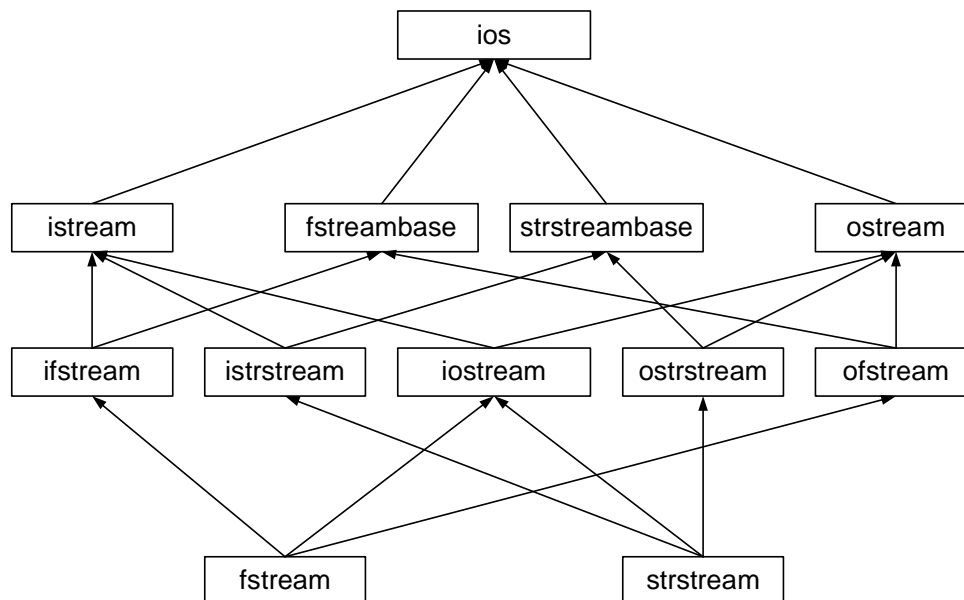 ios
istream
fstreambase
strstreambase
ostream
ifstream
istrstream
iostream
ostrstream
ofstream
fstream
strstream